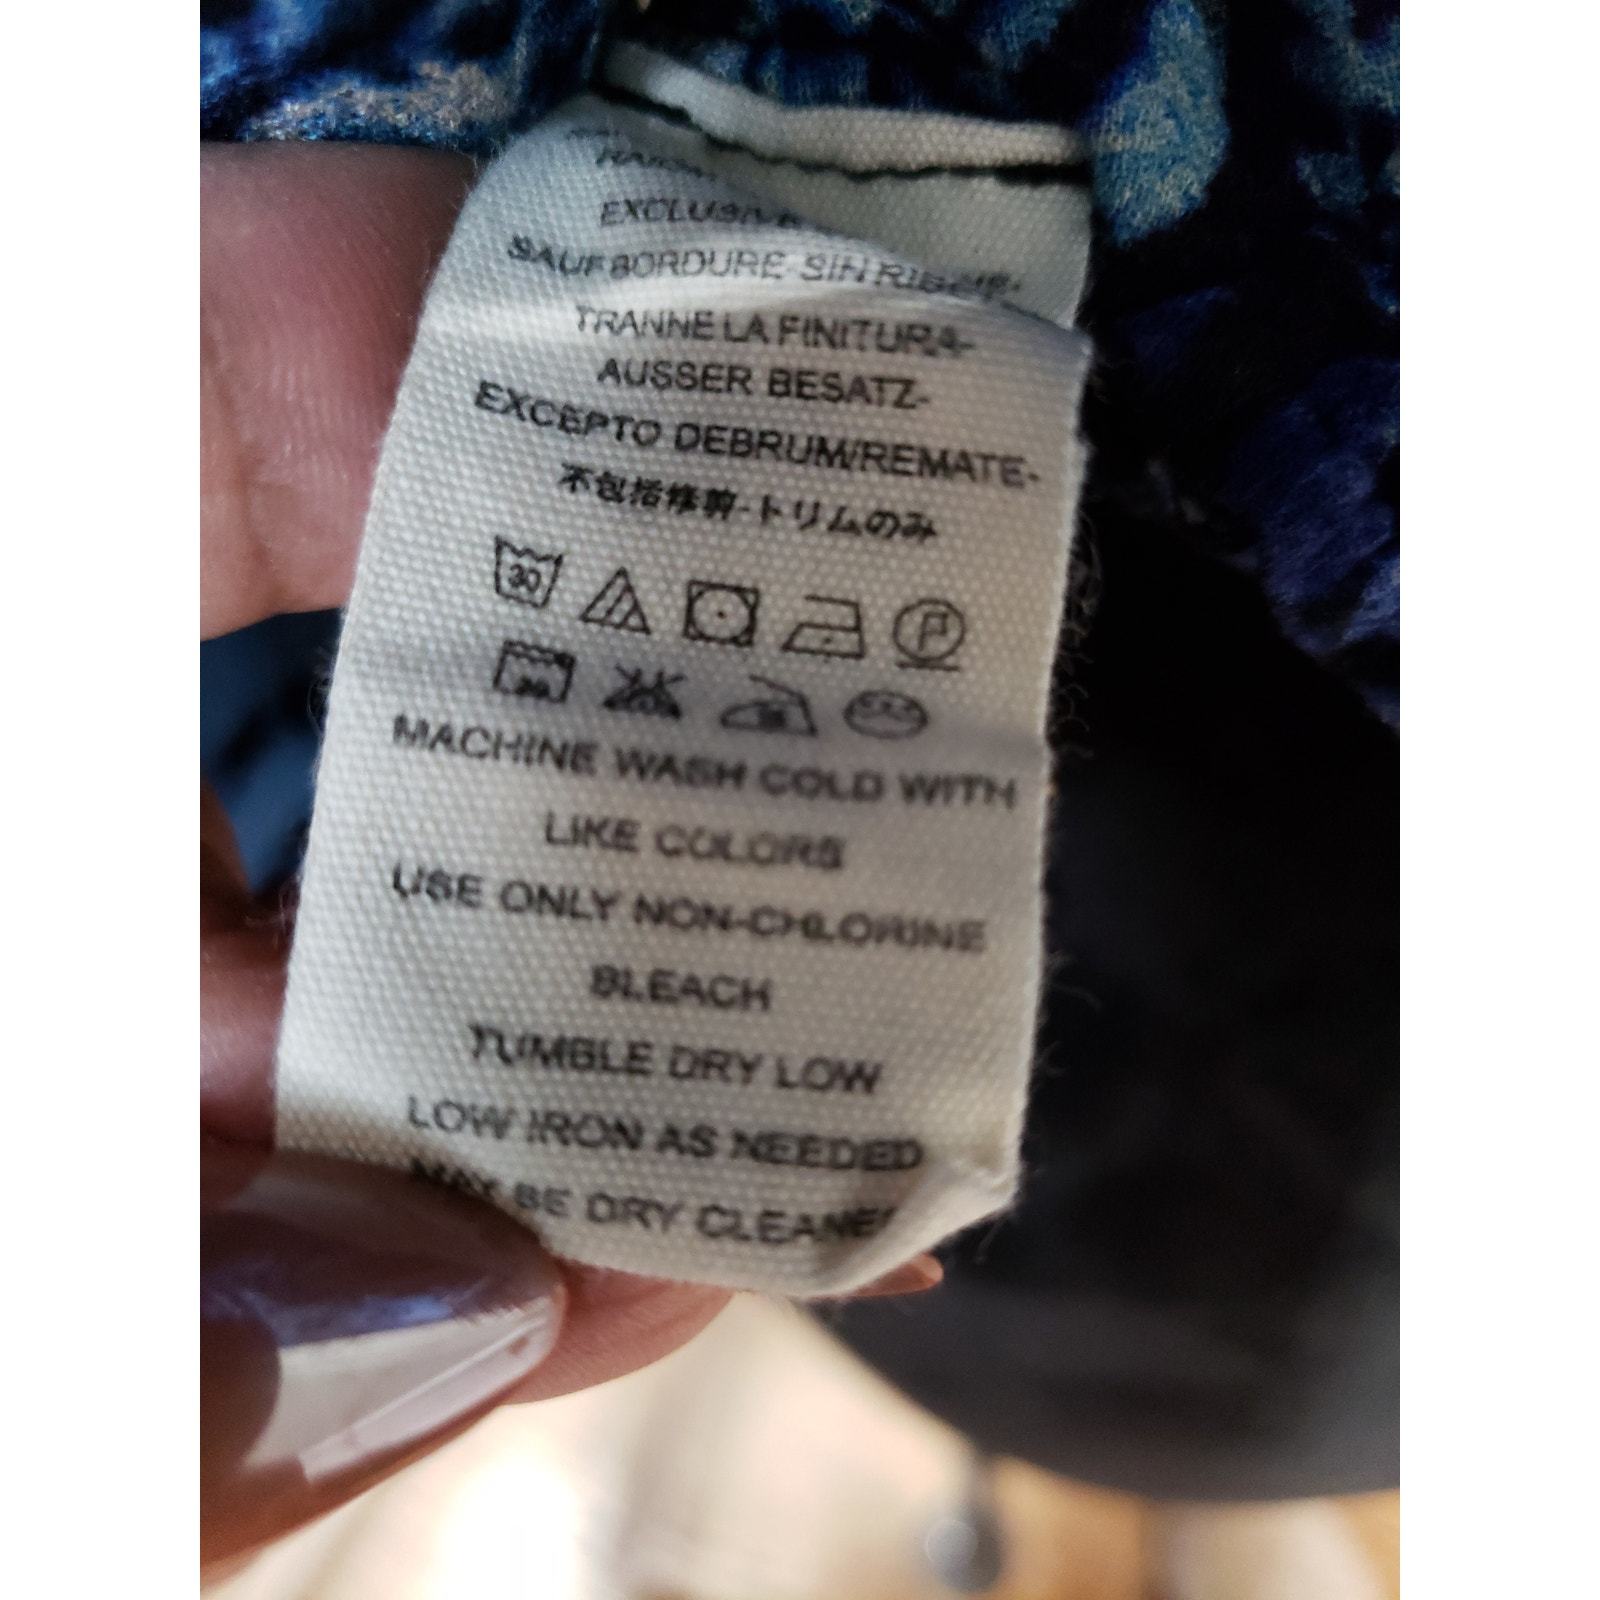 EXCLUSIVE
SAUF BORDURE-SIN RIBETE-
TRANNE LA FINITURA-
AUSSER BESATZ-
EXCEPTO DEBRUM/REMATE-
不包括修剪-トリムのみ
30 P
MACHINE WASH COLD WITH
LIKE COLORS
USE ONLY NON-CHLORINE
BLEACH
TUMBLE DRY LOW
LOW IRON AS NEEDED
MAY BE DRY CLEANED